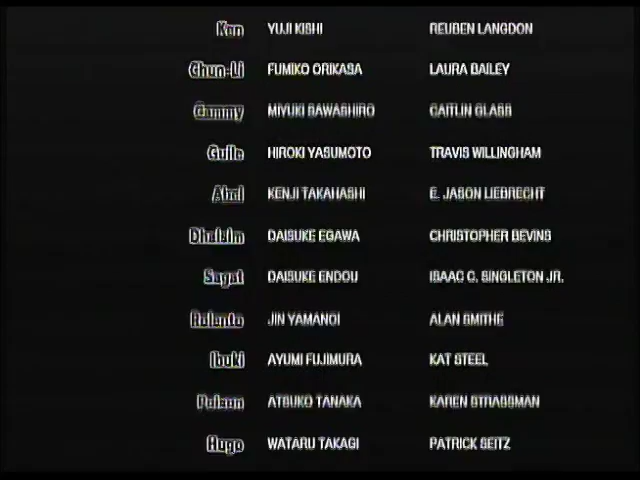 Ken YUJI KISHI REUBEN LANGDON
Chun-Li FUMIKO ORIKASA LAURA BAILEY
Cammy MIYUKI SAWASHIRO CAITLIN GLASS
Guile HIROKI YASUMOTO TRAVIS WILLINGHAM
Abel KENJI TAKAHASHI E. JASON LIEBRECHT
Dhalsim DAISUKE EGAWA CHRISTOPHER BEVINS
Sagat DAISUKE ENDOU ISAAC C. SINGLETON JR.
Rolento JIN YAMANOI ALAN SMITHE
Ibuki AYUMI FUJIMURA KAT STEEL
Poison ATSUKO TANAKA KAREN STRASSMAN
Hugo WATARU TAKAGI PATRICK SEITZ